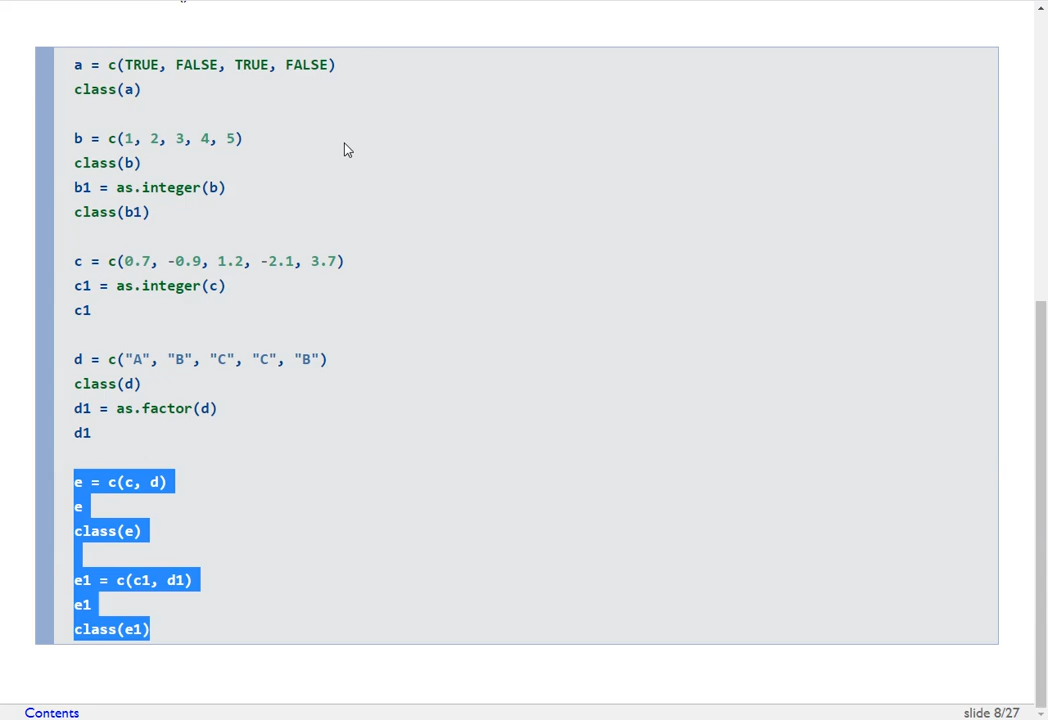 a = c(TRUE, FALSE, TRUE, FALSE)
class(a)
b = c(1, 2, 3, 4, 5)
class(b)
b1 = as.integer(b)
class(b1)
c = c(0.7, -0.9, 1.2, -2.1, 3.7)
c1 = as.integer(c)
c1
d = c("A", "B", "C", "C", "B")
class(d)
d1 = as.factor(d)
d1
e = c(c, d)
e
class(e)
e1 = c(c1, d1)
e1
class(e1)
Contents
slide 8/27